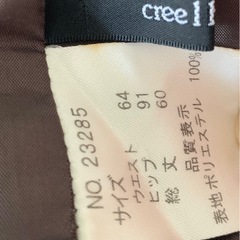 cree
NO. 23285
サイズ
ウエスト 64
ヒップ 91
総丈 60
品質表示
表地ポリエステル 100%